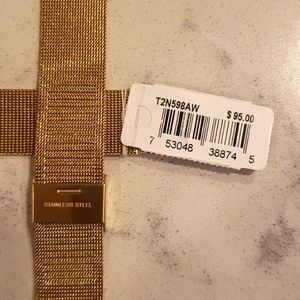 T2N598AW
$ 95.00
7 53048 38874 5
STAINLESS STEEL